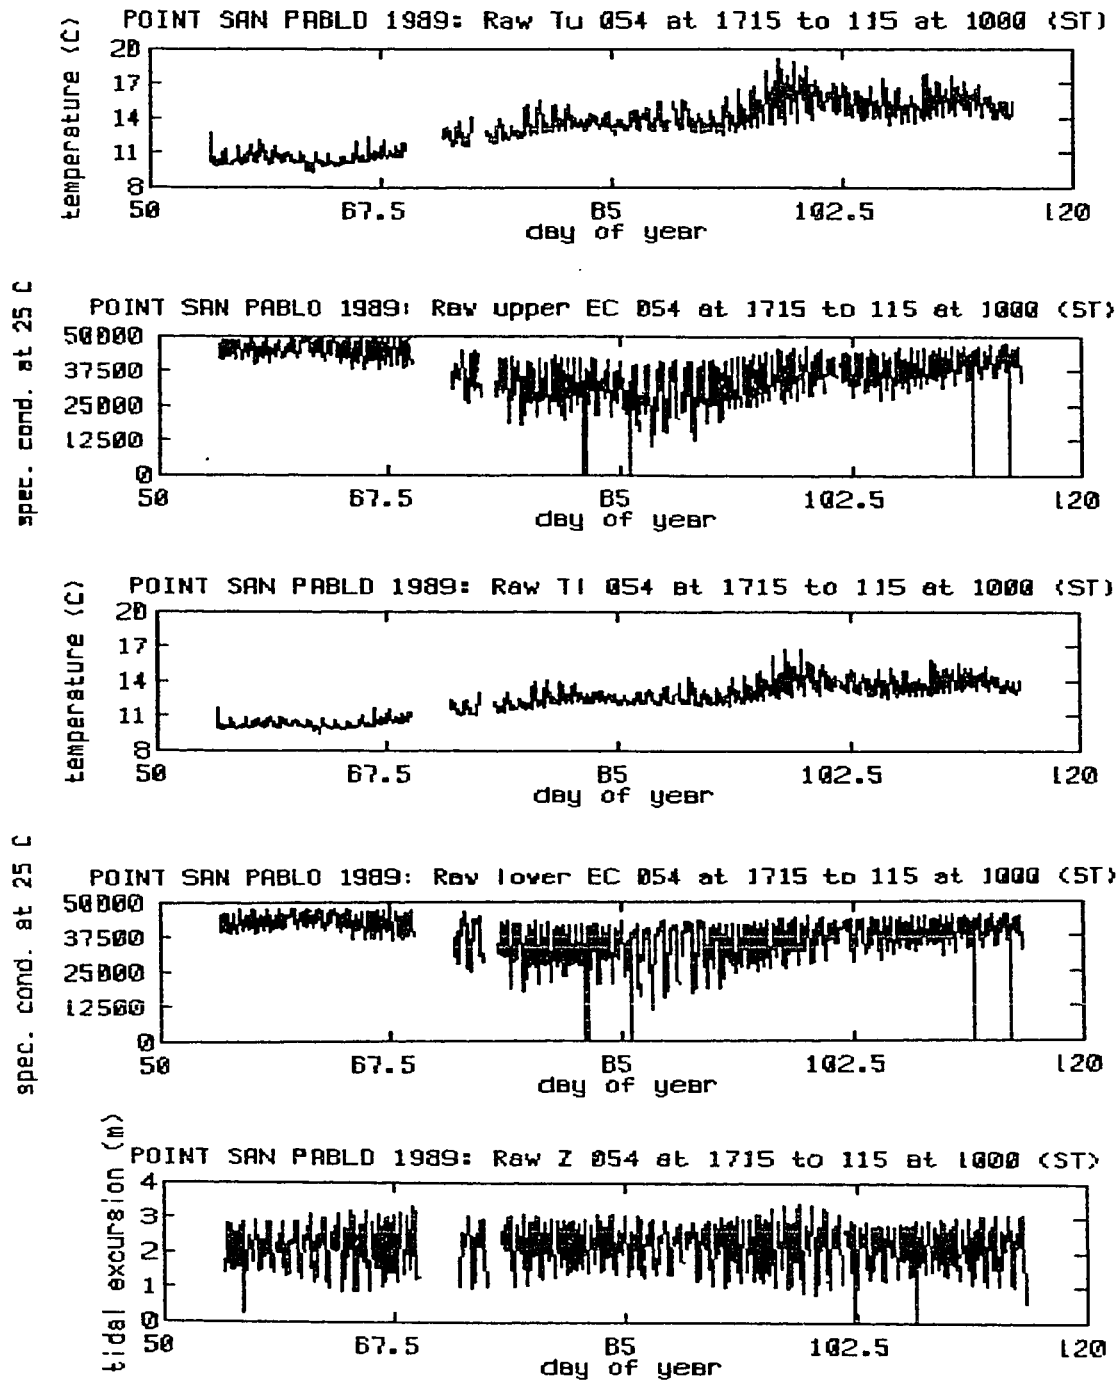 POINT SAN PABLO 1989: Raw Tu 054 at 1715 to 115 at 1000 (ST)
temperature (C)
20
17
14
11
8
50 67.5 85 102.5 120
day of year
POINT SAN PABLO 1989: Raw upper EC 054 at 1715 to 115 at 1000 (ST)
spec. cond. at 25 C
50000
37500
25000
12500
0
50 67.5 85 102.5 120
day of year
POINT SAN PABLO 1989: Raw Tl 054 at 1715 to 115 at 1000 (ST)
temperature (C)
20
17
14
11
8
50 67.5 85 102.5 120
day of year
POINT SAN PABLO 1989: Raw lower EC 054 at 1715 to 115 at 1000 (ST)
spec. cond. at 25 C
50000
37500
25000
12500
0
50 67.5 85 102.5 120
day of year
POINT SAN PABLO 1989: Raw Z 054 at 1715 to 115 at 1000 (ST)
tidal excursion (m)
4
3
2
1
0
50 67.5 85 102.5 120
day of year